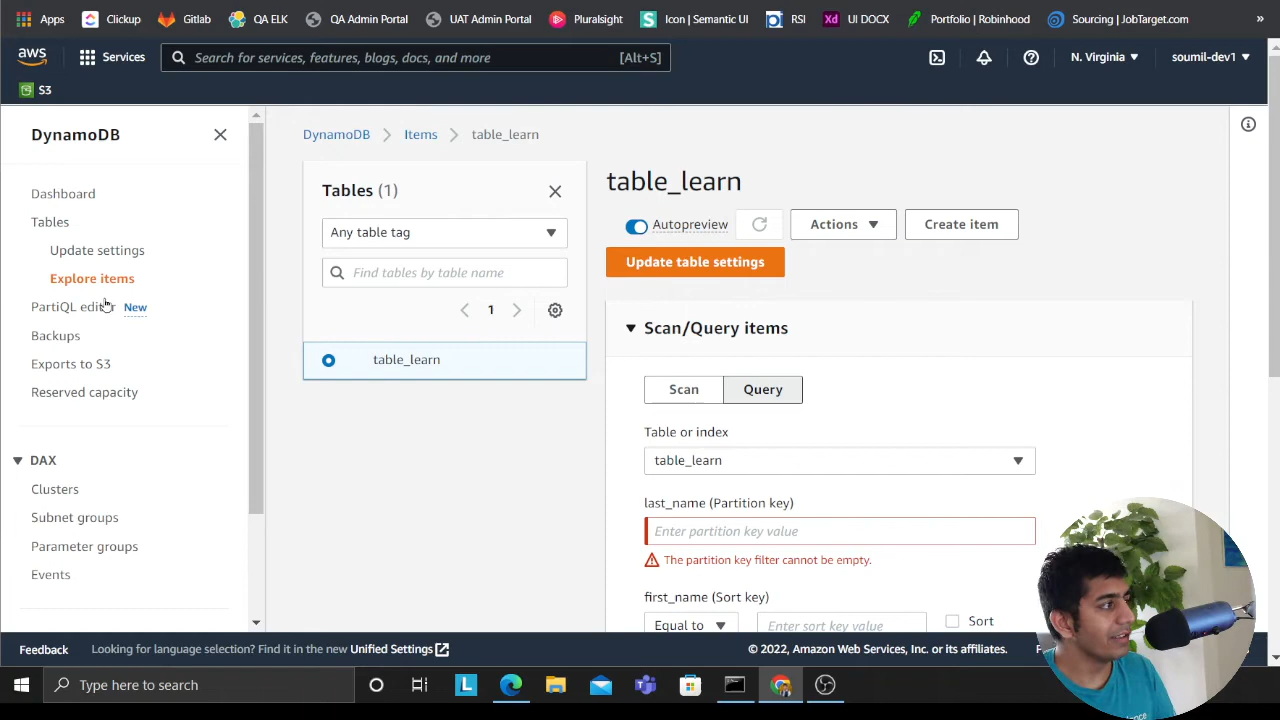 Apps Clickup Gitlab QA ELK QA Admin Portal UAT Admin Portal Pluralsight Icon | Semantic UI RSI UI DOCX Portfolio | Robinhood Sourcing | JobTarget.com »
aws Services Search for services, features, blogs, docs, and more [Alt+S] N. Virginia soumil-dev1
S3
DynamoDB
Dashboard
Tables
Update settings
Explore items
PartiQL editor New
Backups
Exports to S3
Reserved capacity
DAX
Clusters
Subnet groups
Parameter groups
Events
DynamoDB Items table_learn
Tables (1)
Any table tag
Find tables by table name
1
table_learn
table_learn
Autopreview Actions Create item
Update table settings
Scan/Query items
Scan Query
Table or index
table_learn
last_name (Partition key)
Enter partition key value
The partition key filter cannot be empty.
first_name (Sort key)
Equal to Enter sort key value Sort
Feedback Looking for language selection? Find it in the new Unified Settings © 2022, Amazon Web Services, Inc. or its affiliates.
Type here to search